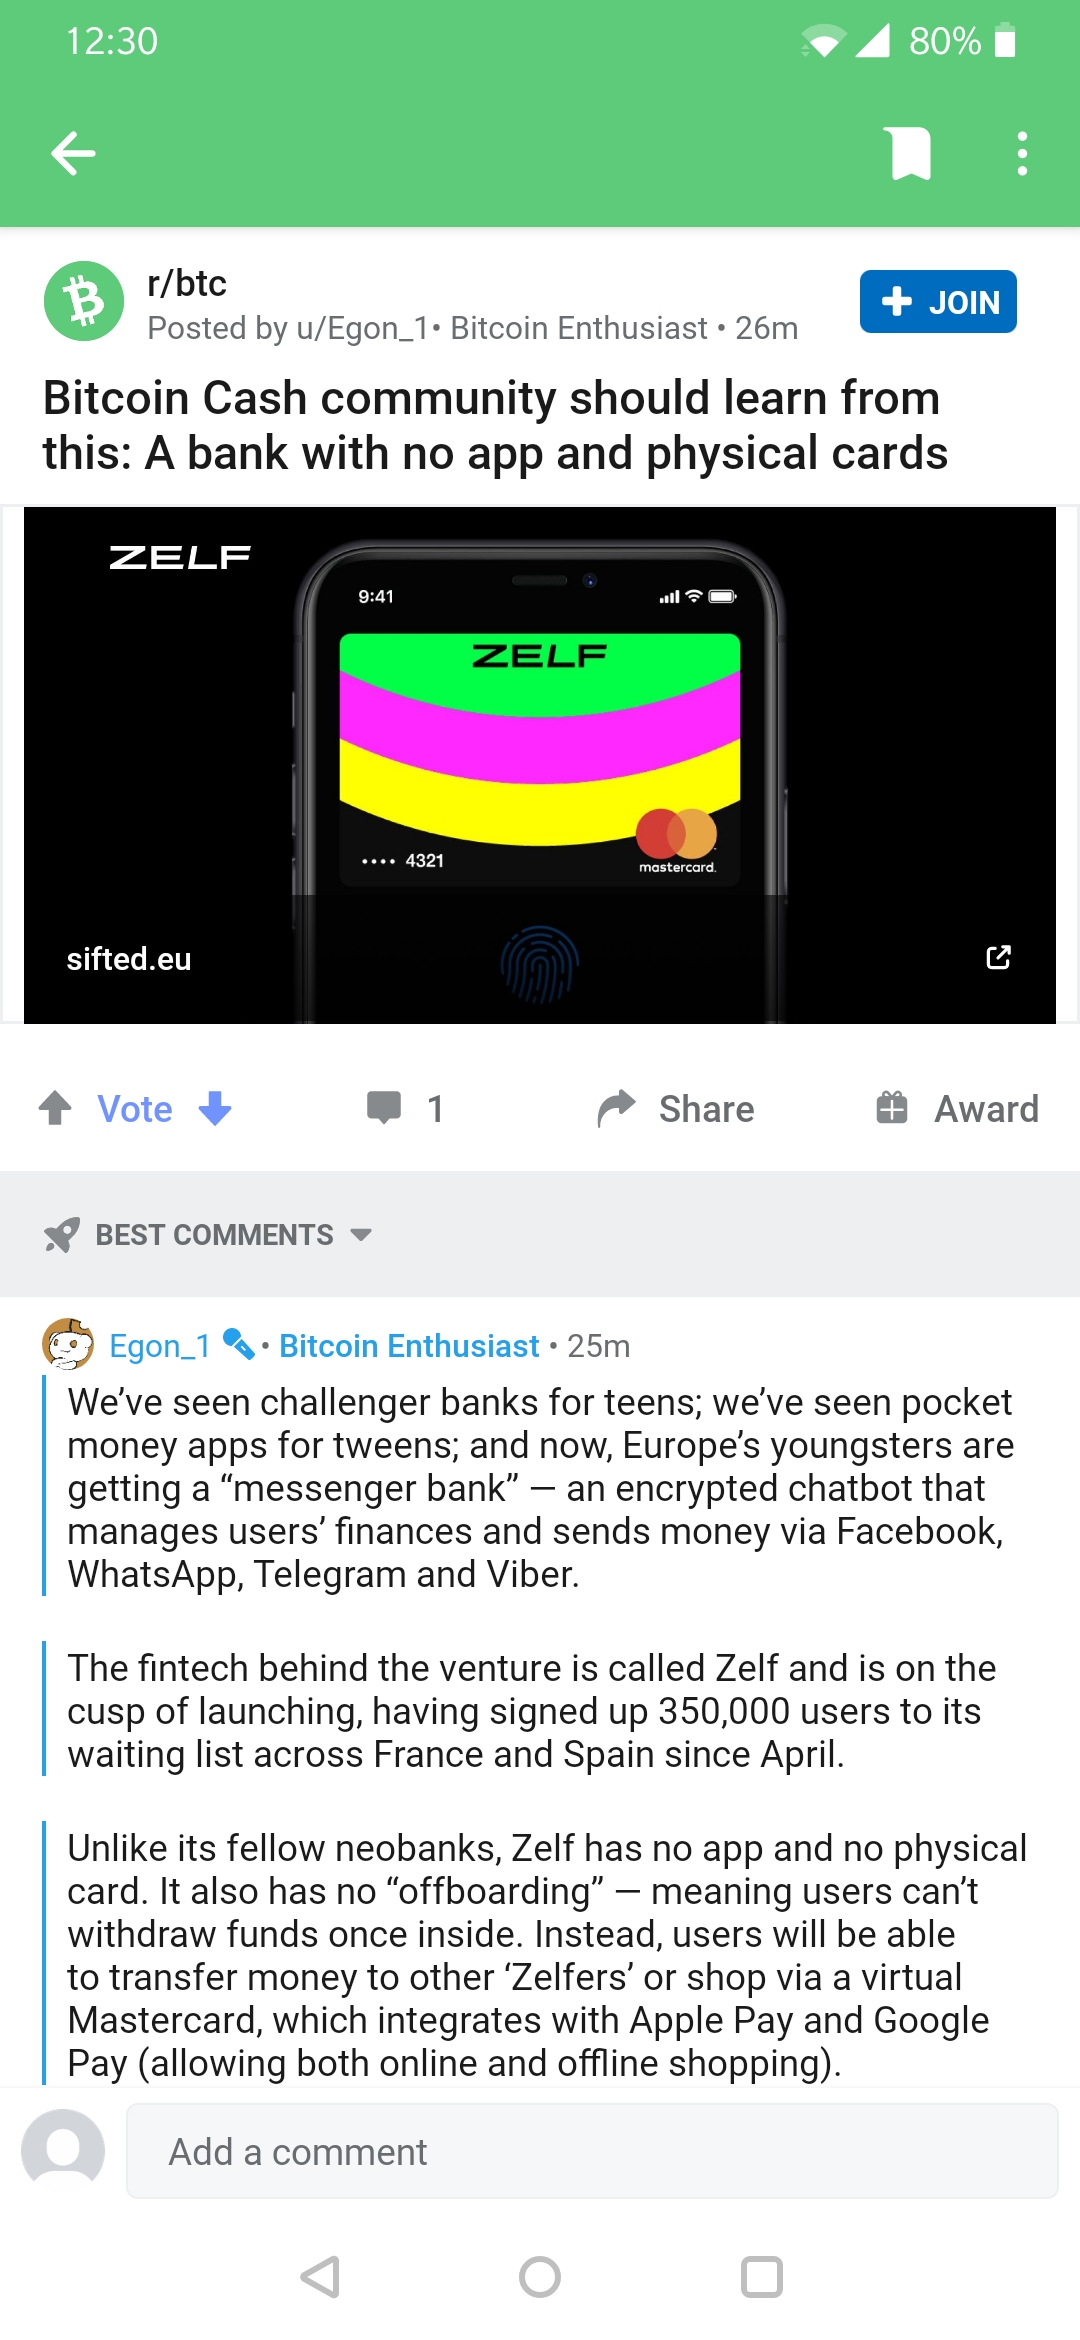 12:30
80%
r/btc
Posted by u/Egon_1• Bitcoin Enthusiast • 26m
+ JOIN
Bitcoin Cash community should learn from
this: A bank with no app and physical cards
ZELF
9:41
ZELF
•••• 4321
mastercard.
sifted.eu
Vote
1
Share
Award
BEST COMMENTS
Egon_1 • Bitcoin Enthusiast • 25m
We’ve seen challenger banks for teens; we’ve seen pocket
money apps for tweens; and now, Europe’s youngsters are
getting a “messenger bank” — an encrypted chatbot that
manages users’ finances and sends money via Facebook,
WhatsApp, Telegram and Viber.
The fintech behind the venture is called Zelf and is on the
cusp of launching, having signed up 350,000 users to its
waiting list across France and Spain since April.
Unlike its fellow neobanks, Zelf has no app and no physical
card. It also has no “offboarding” — meaning users can’t
withdraw funds once inside. Instead, users will be able
to transfer money to other ‘Zelfers’ or shop via a virtual
Mastercard, which integrates with Apple Pay and Google
Pay (allowing both online and offline shopping).
Add a comment